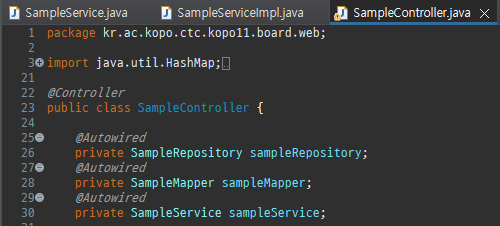 SampleService.java SampleServiceImpl.java SampleController.java
1 package kr.ac.kopo.ctc.kopo11.board.web;
2
3 import java.util.HashMap;
21
22 @Controller
23 public class SampleController {
24
25 @Autowired
26 private SampleRepository sampleRepository;
27 @Autowired
28 private SampleMapper sampleMapper;
29 @Autowired
30 private SampleService sampleService;